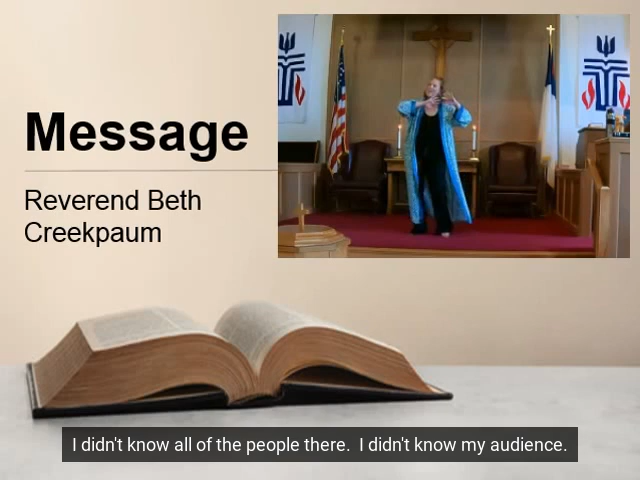 Message
Reverend Beth
Creekpaum
I didn't know all of the people there.  I didn't know my audience.